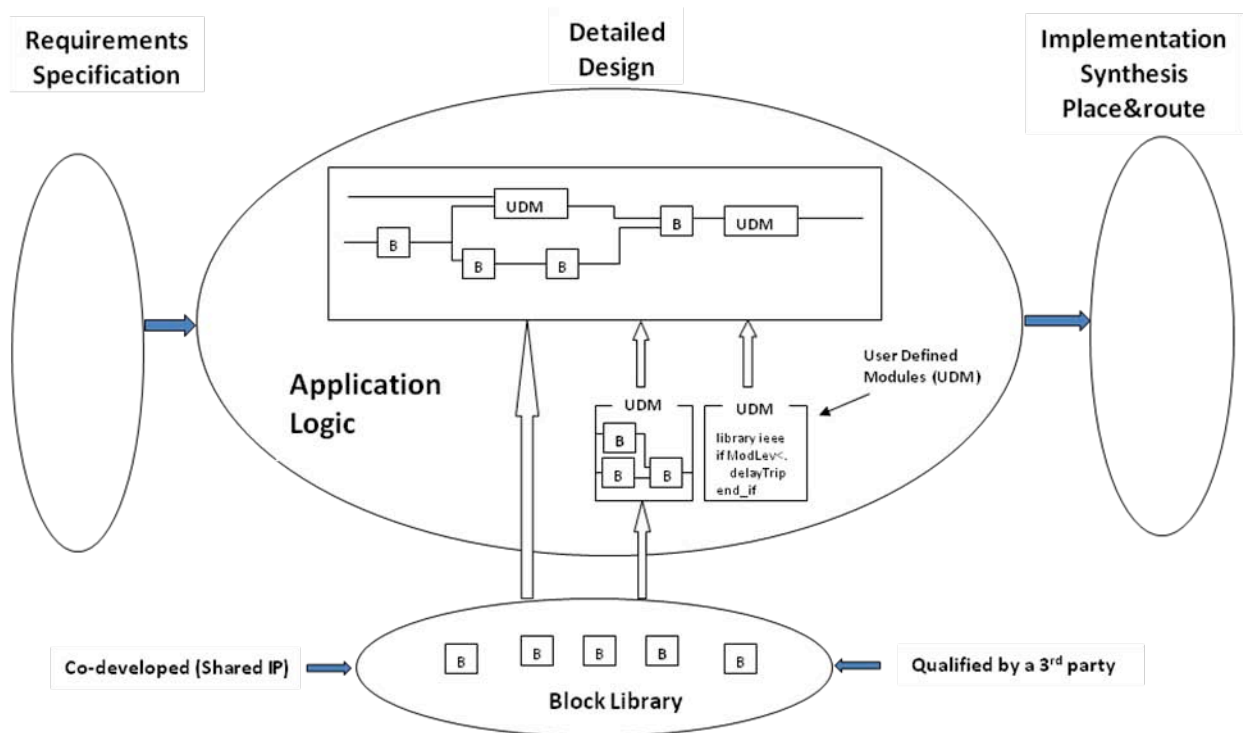 Requirements
Specification
Detailed
Design
Implementation
Synthesis
Place&route
UDM
B
B
UDM
B
B
Application
Logic
User Defined
Modules (UDM)
UDM
B
B
B
UDM
library ieee
if ModLev<.
delayTrip
end_if
Co-developed (Shared IP)
B
B
B
B
B
Block Library
Qualified by a 3rd party